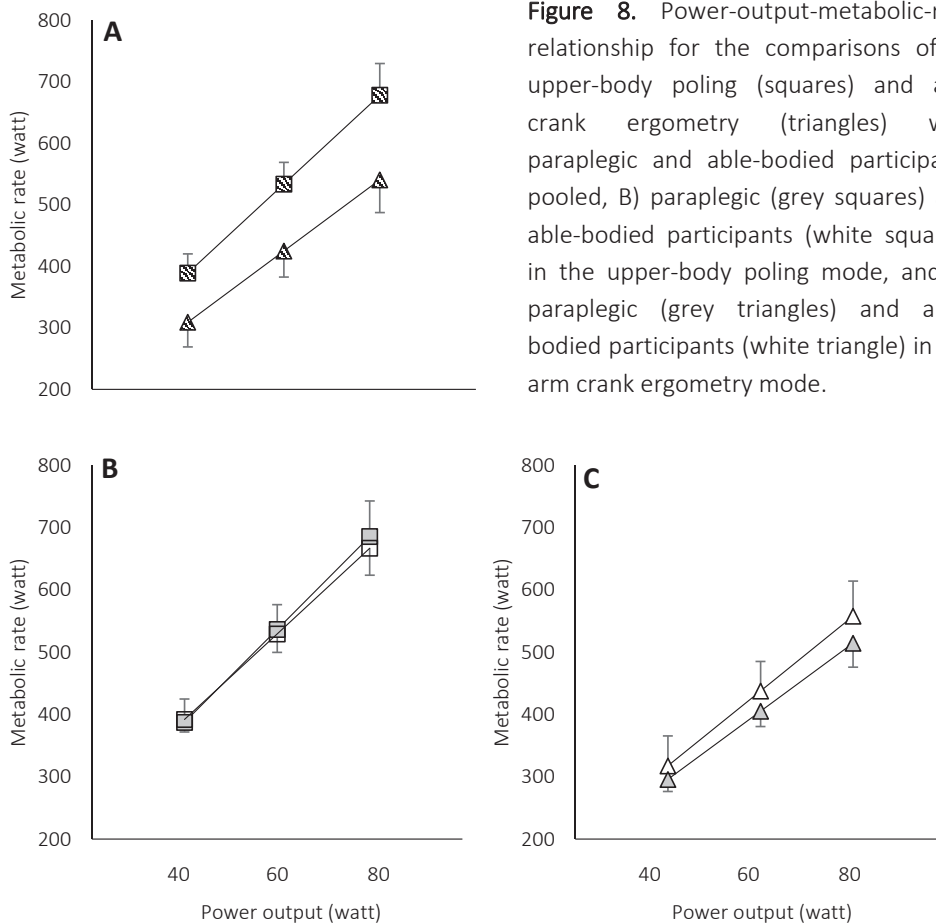 A
800
700
600
500
400
300
200
Metabolic rate (watt)
Figure 8. Power-output-metabolic-r
relationship for the comparisons of
upper-body poling (squares) and a
crank ergometry (triangles) w
paraplegic and able-bodied participa
pooled, B) paraplegic (grey squares)
able-bodied participants (white squa
in the upper-body poling mode, and
paraplegic (grey triangles) and a
bodied participants (white triangle) in
arm crank ergometry mode.
B
800
700
600
500
400
300
200
Metabolic rate (watt)
40 60 80
Power output (watt)
C
800
700
600
500
400
300
200
Metabolic rate (watt)
40 60 80
Power output (watt)